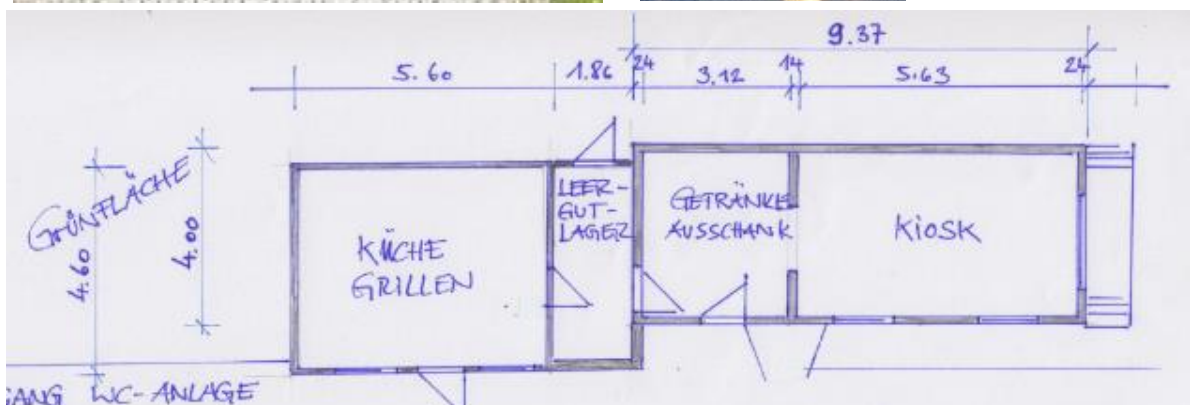 9.37
5.60 1.86 24 3.12 14 5.63 24
GRÜNFLÄCHE
4.60
4.00
KÜCHE
GRILLEN
LEER-
GUT-
LAGER
GETRÄNKE
AUSSCHANK
KIOSK
GANG WC-ANLAGE